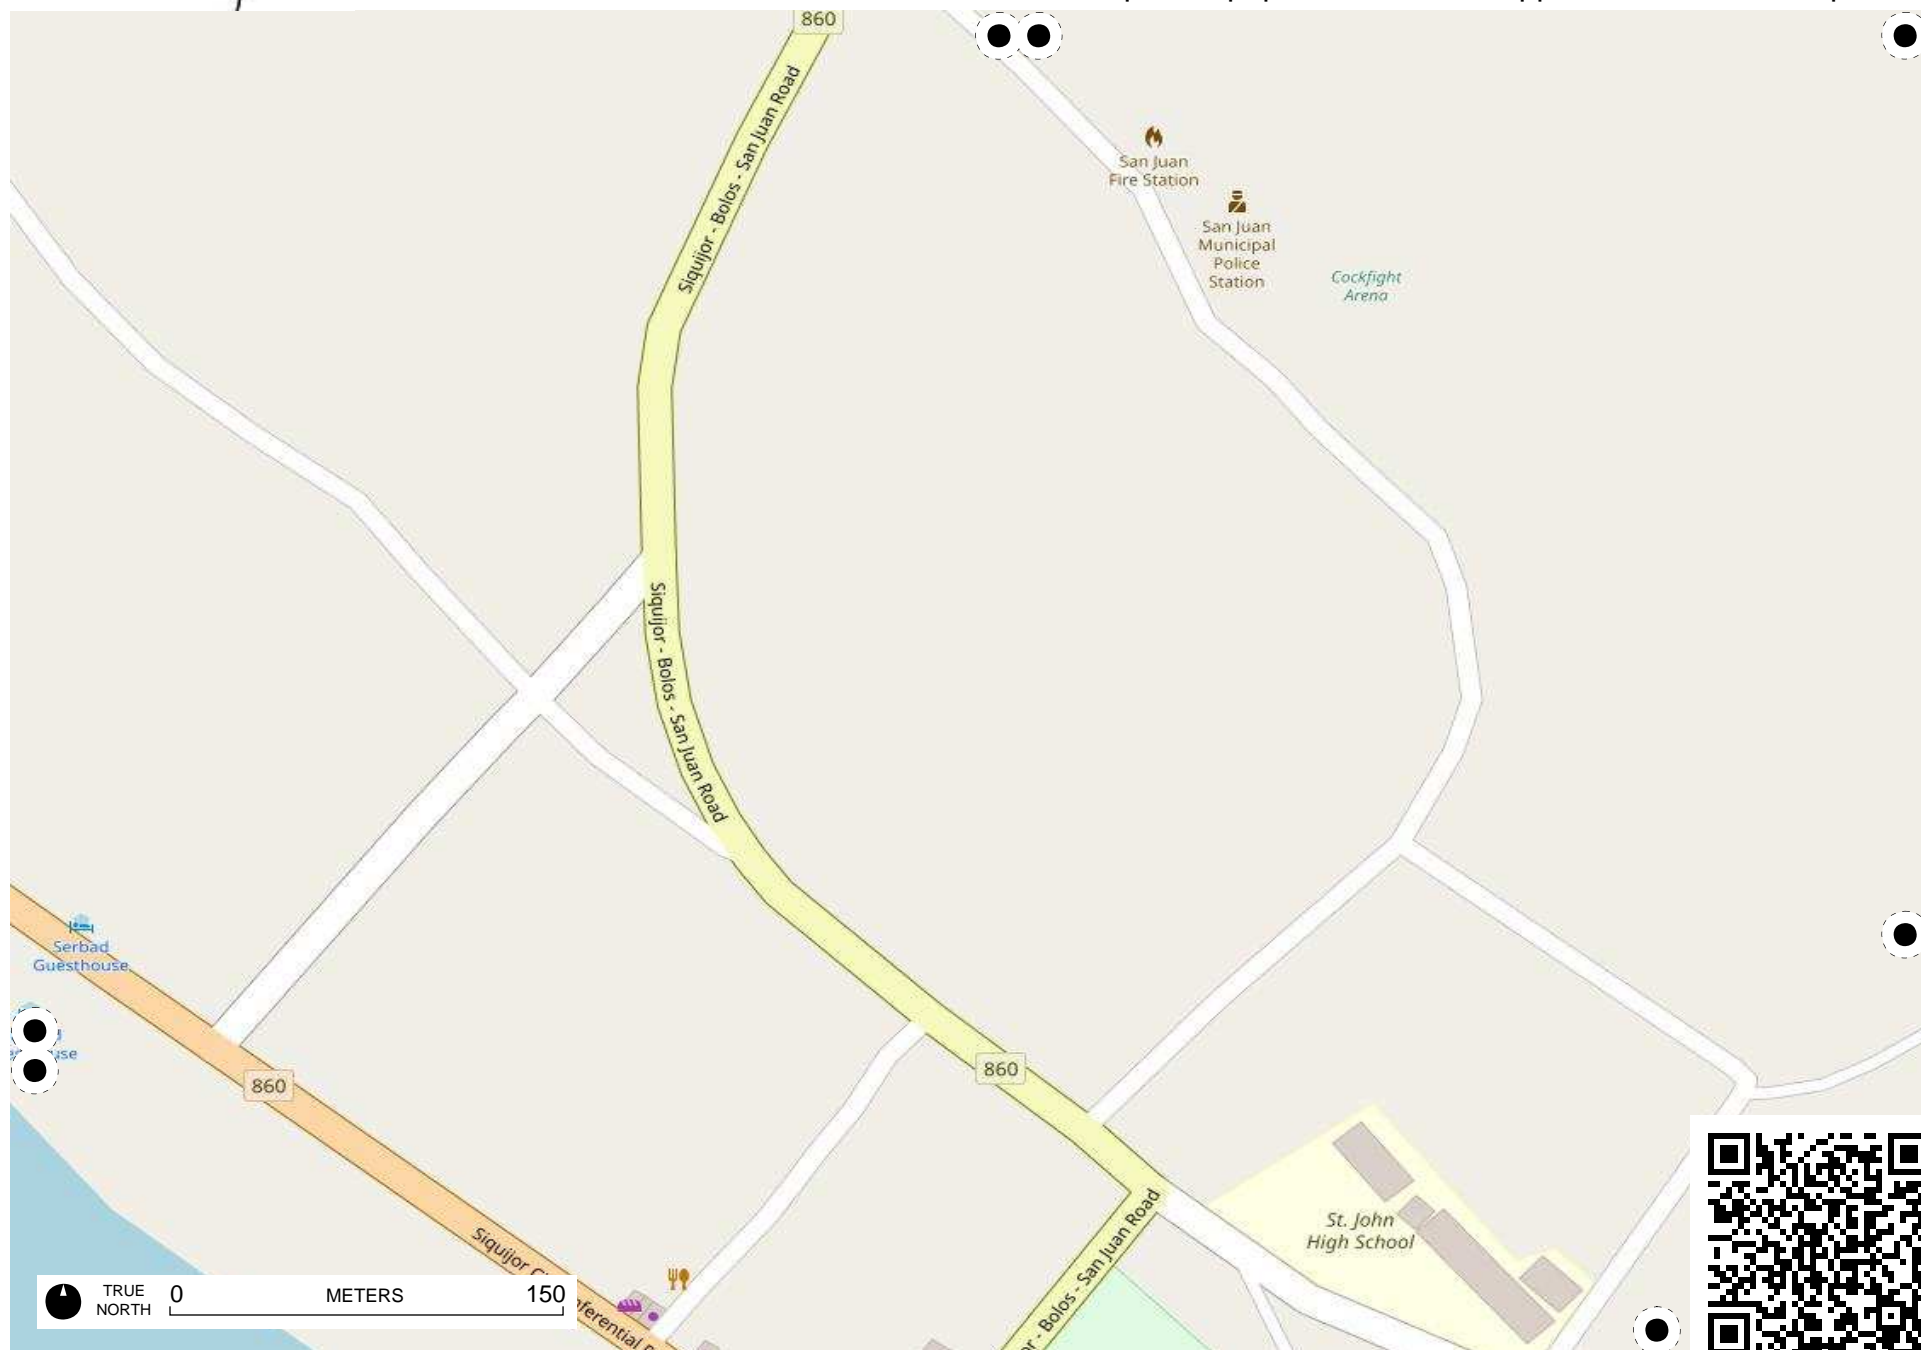 860
Siquijor - Bolos - San Juan Road
San Juan
Fire Station
San Juan
Municipal
Police
Station
Cockfight
Arena
Siquijor - Bolos - San Juan Road
Serbad
Guesthouse
860
860
St. John
High School
Siquijor
- Bolos - San Juan Road
TRUE
NORTH
0
METERS
150